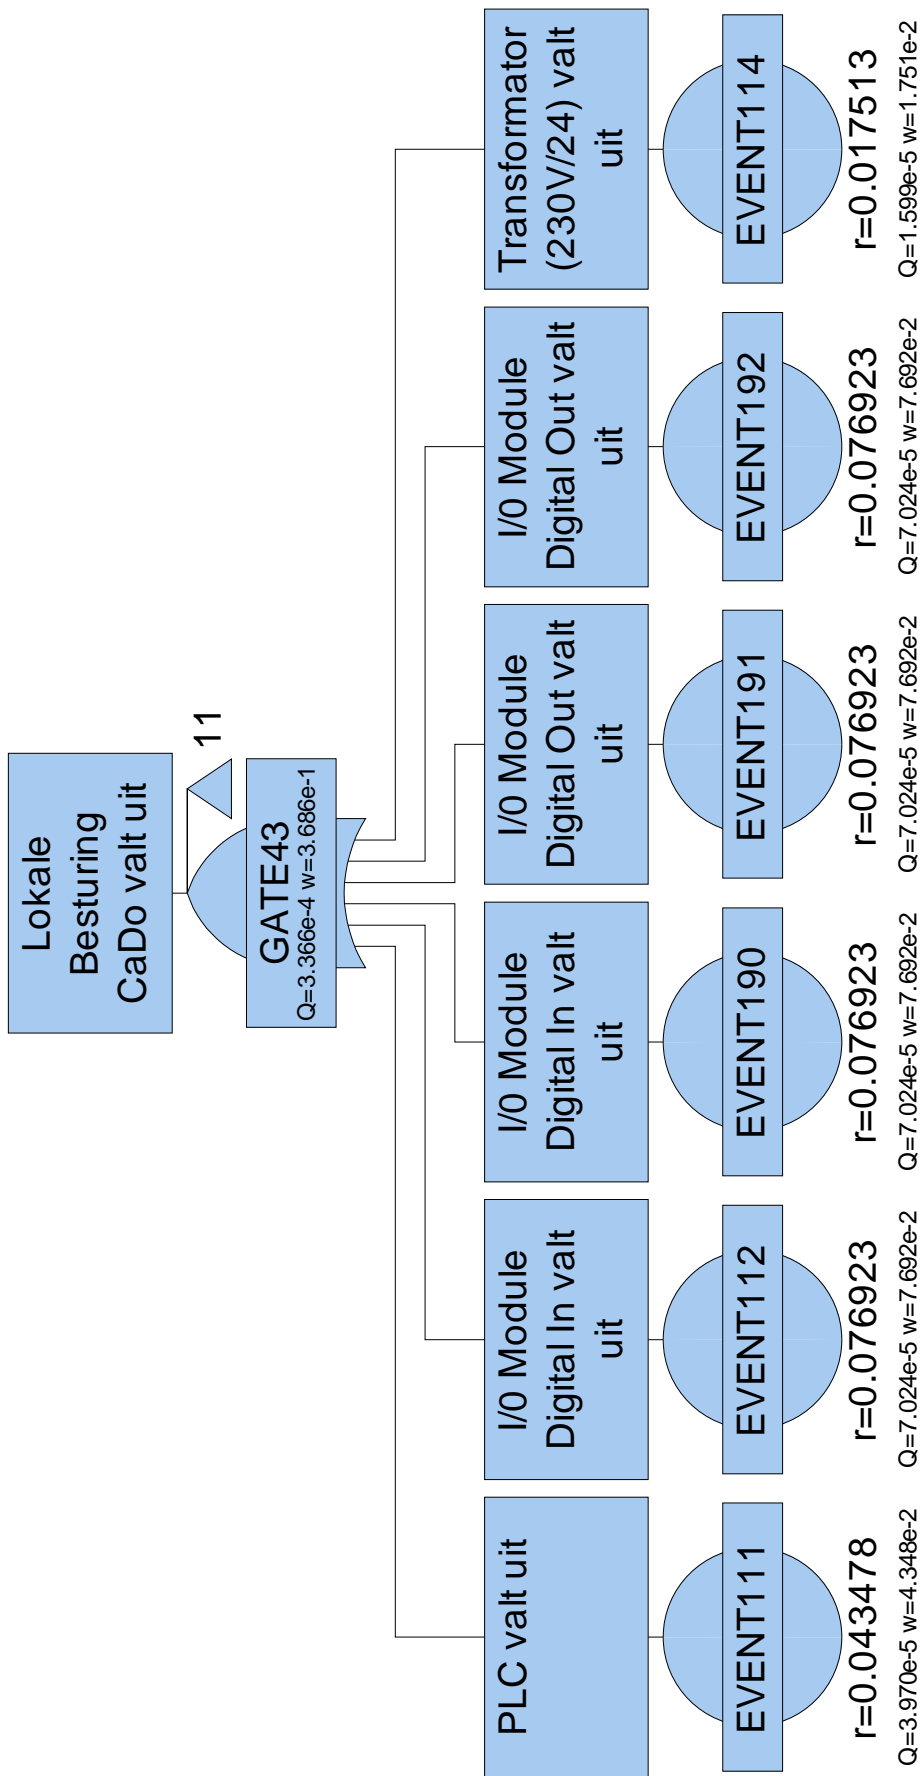 Lokale
Besturing
CaDo valt uit
11
GATE43
Q=3.366e-4 w=3.686e-1
PLC valt uit
EVENT111
r=0.043478
Q=3.970e-5 w=4.348e-2
I/0 Module
Digital In valt
uit
EVENT112
r=0.076923
Q=7.024e-5 w=7.692e-2
I/0 Module
Digital In valt
uit
EVENT190
r=0.076923
Q=7.024e-5 w=7.692e-2
I/0 Module
Digital Out valt
uit
EVENT191
r=0.076923
Q=7.024e-5 w=7.692e-2
I/0 Module
Digital Out valt
uit
EVENT192
r=0.076923
Q=7.024e-5 w=7.692e-2
Transformator
(230V/24) valt
uit
EVENT114
r=0.017513
Q=1.599e-5 w=1.751e-2